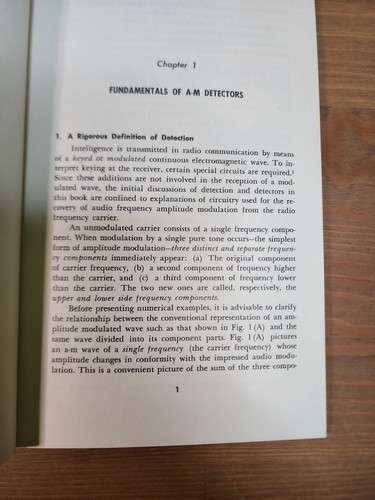 Chapter 1
FUNDAMENTALS OF A-M DETECTORS
1. A Rigorous Definition of Detection
Intelligence is transmitted in radio communication by means
of a keyed or modulated continuous electromagnetic wave. To in-
terpret keying at the receiver, certain special circuits are required.¹
Since these additions are not involved in the reception of a mod-
ulated wave, the initial discussions of detection and detectors in
this book are confined to explanations of circuitry used for the re-
covery of audio frequency amplitude modulation from the radio
frequency carrier.
An unmodulated carrier consists of a single frequency compo-
nent. When modulation by a single pure tone occurs—the simplest
form of amplitude modulation—three distinct and separate frequen-
cy components immediately appear: (a) The original component
of carrier frequency, (b) a second component of frequency higher
than the carrier, and (c) a third component of frequency lower
than the carrier. The two new ones are called, respectively, the
upper and lower side frequency components.
Before presenting numerical examples, it is advisable to clarify
the relationship between the conventional representation of an am-
plitude modulated wave such as that shown in Fig. 1 (A) and the
same wave divided into its component parts. Fig. 1 (A) pictures
an a-m wave of a single frequency (the carrier frequency) whose
amplitude changes in conformity with the impressed audio modu-
lation. This is a convenient picture of the sum of the three compo-
1